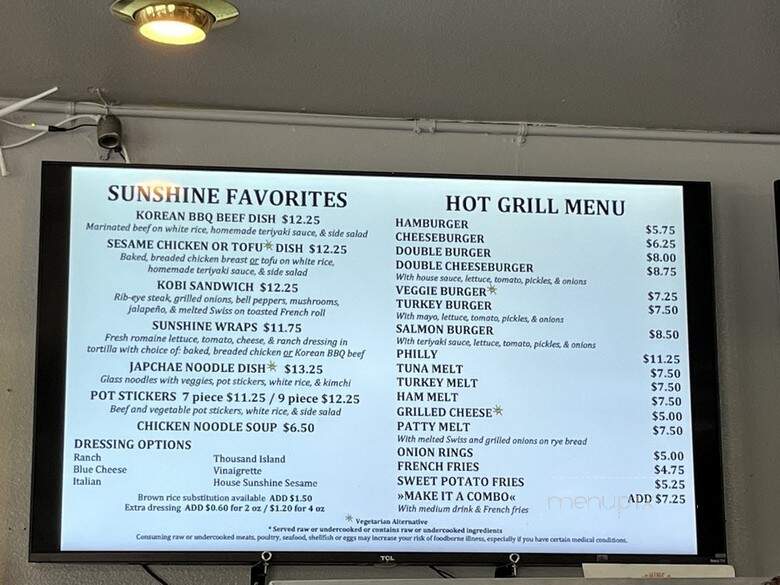 SUNSHINE FAVORITES
KOREAN BBQ BEEF DISH $12.25
Marinated beef on white rice, homemade teriyaki sauce, & side salad
SESAME CHICKEN OR TOFU* DISH $12.25
Baked, breaded chicken breast or tofu on white rice,
homemade teriyaki sauce, & side salad
KOBI SANDWICH $12.25
Rib-eye steak, grilled onions, bell peppers, mushrooms,
jalapeño, & melted Swiss on toasted French roll
SUNSHINE WRAPS $11.75
Fresh romaine lettuce, tomato, cheese, & ranch dressing in
tortilla with choice of: baked, breaded chicken or Korean BBQ beef
JAPCHAE NOODLE DISH* $13.25
Glass noodles with veggies, pot stickers, white rice, & kimchi
POT STICKERS 7 piece $11.25 / 9 piece $12.25
Beef and vegetable pot stickers, white rice, & side salad
CHICKEN NOODLE SOUP $6.50
DRESSING OPTIONS
Ranch Thousand Island
Blue Cheese Vinaigrette
Italian House Sunshine Sesame
Brown rice substitution available ADD $1.50
Extra dressing ADD $0.60 for 2 oz / $1.20 for 4 oz
HOT GRILL MENU
HAMBURGER $5.75
CHEESEBURGER $6.25
DOUBLE BURGER $8.00
DOUBLE CHEESEBURGER $8.75
With house sauce, lettuce, tomato, pickles, & onions
VEGGIE BURGER* $7.25
TURKEY BURGER $7.50
With mayo, lettuce, tomato, pickles, & onions
SALMON BURGER $8.50
With teriyaki sauce, lettuce, tomato, pickles, & onions
PHILLY $11.25
TUNA MELT $7.50
TURKEY MELT $7.50
HAM MELT $7.50
GRILLED CHEESE* $5.00
PATTY MELT $7.50
With melted Swiss and grilled onions on rye bread
ONION RINGS $5.00
FRENCH FRIES $4.75
SWEET POTATO FRIES $5.25
»MAKE IT A COMBO« ADD $7.25
With medium drink & French fries
* Vegetarian Alternative
* Served raw or undercooked or contains raw or undercooked ingredients
Consuming raw or undercooked meats, poultry, seafood, shellfish or eggs may increase your risk of foodborne illness, especially if you have certain medical conditions.
menupix
TCL